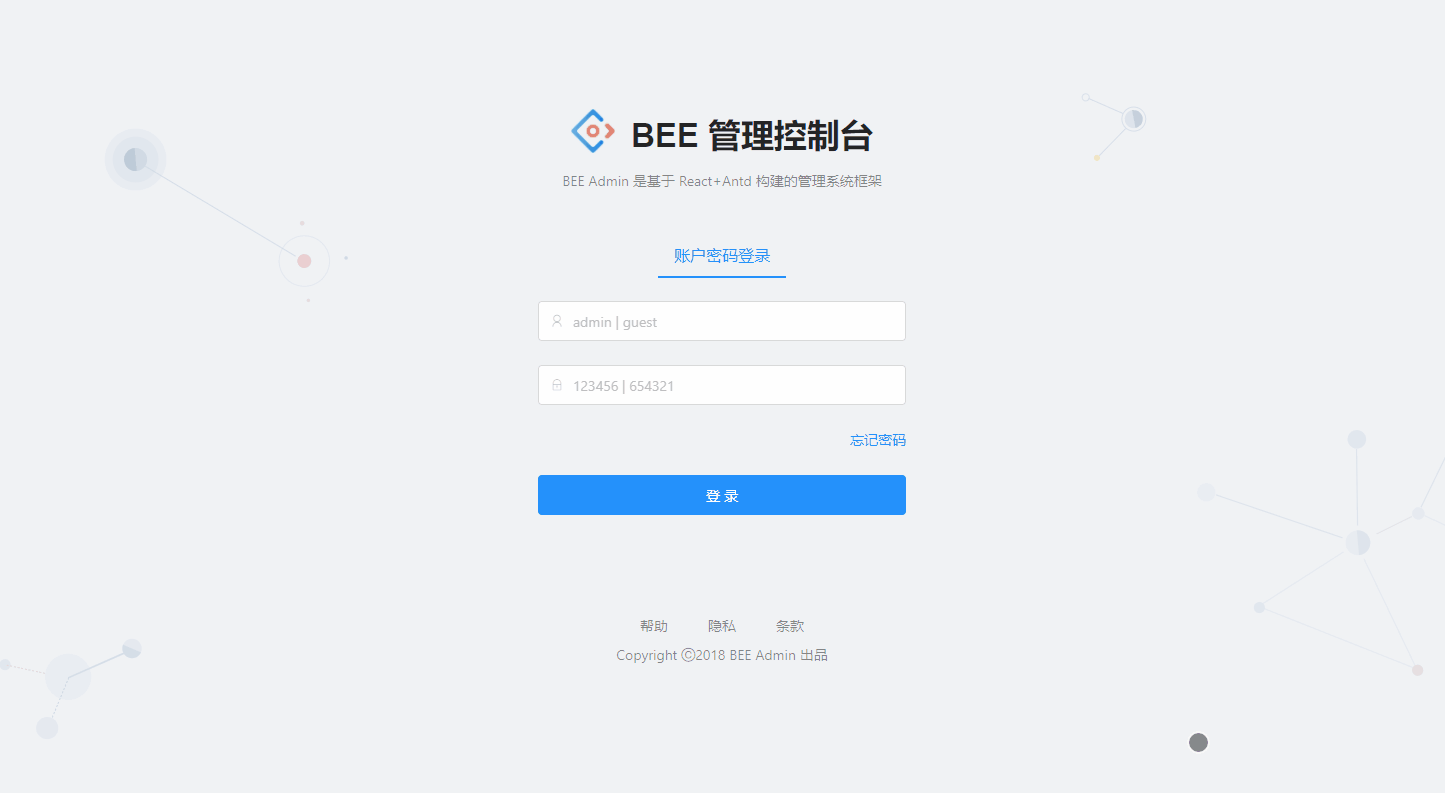 BEE 管理控制台
BEE Admin 是基于 React+Antd 构建的管理系统框架
账户密码登录
admin | guest
123456 | 654321
忘记密码
登 录
帮助 隐私 条款
Copyright ©2018 BEE Admin 出品